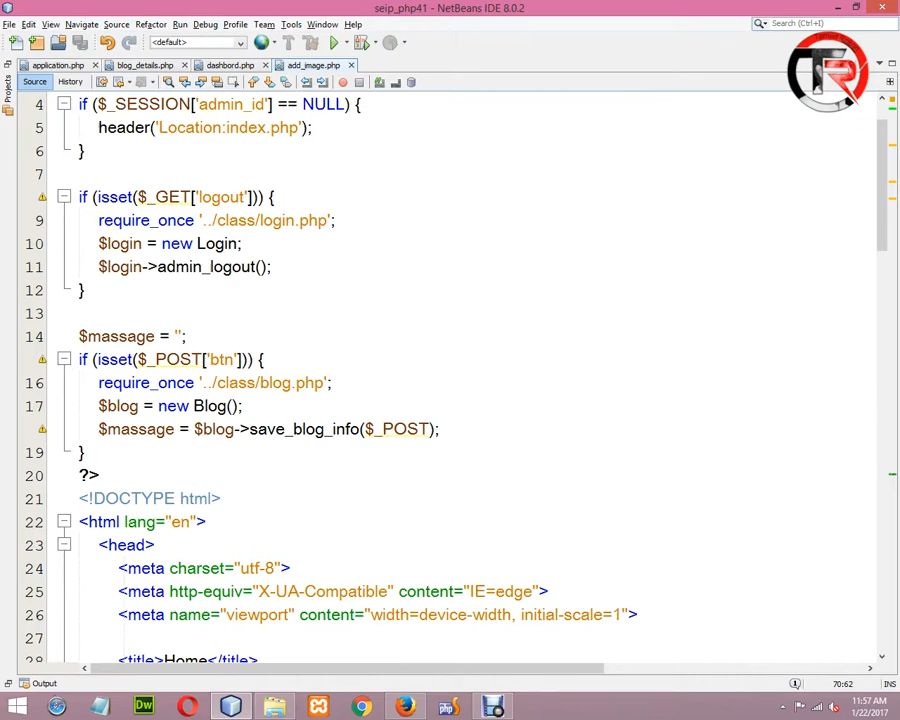 seip_php41 - NetBeans IDE 8.0.2
File Edit View Navigate Source Refactor Run Debug Profile Team Tools Window Help
Search (Ctrl+I)
<default>
application.php
blog_details.php
dashbord.php
add_image.php
Source
History
Projects
TR
4 if ($_SESSION['admin_id'] == NULL) {
5 header('Location:index.php');
6 }
7
if (isset($_GET['logout'])) {
9 require_once '../class/login.php';
10 $login = new Login;
11 $login->admin_logout();
12 }
13
14 $massage = '';
if (isset($_POST['btn'])) {
16 require_once '../class/blog.php';
17 $blog = new Blog();
$massage = $blog->save_blog_info($_POST);
19 }
20 ?>
21 <!DOCTYPE html>
22 <html lang="en">
23 <head>
24 <meta charset="utf-8">
25 <meta http-equiv="X-UA-Compatible" content="IE=edge">
26 <meta name="viewport" content="width=device-width, initial-scale=1">
27
28 <title>Home</title>
Output
70:62
INS
Dw
php
11:57 AM
1/22/2017